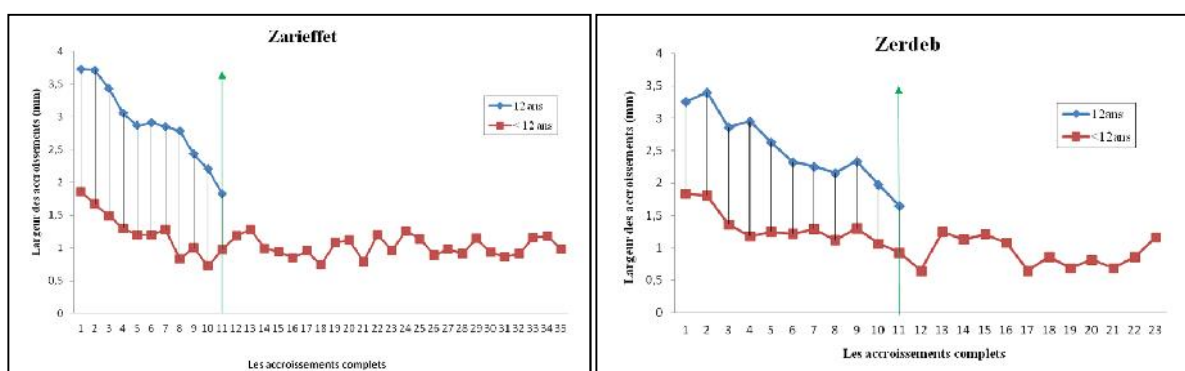 Zarieffet
Largeur des accroissements (mm)
4
3,5
3
2,5
2
1,5
1
0,5
0
12ans
< 12 ans
1 2 3 4 5 6 7 8 9 10 11 12 13 14 15 16 17 18 19 20 21 22 23 24 25 26 27 28 29 30 31 32 33 34 35
Les accroissements complets
Zerdeb
Largeur des accroissements (mm)
4
3,5
3
2,5
2
1,5
1
0,5
0
12ans
<12 ans
1 2 3 4 5 6 7 8 9 10 11 12 13 14 15 16 17 18 19 20 21 22 23
Les accroissements complets